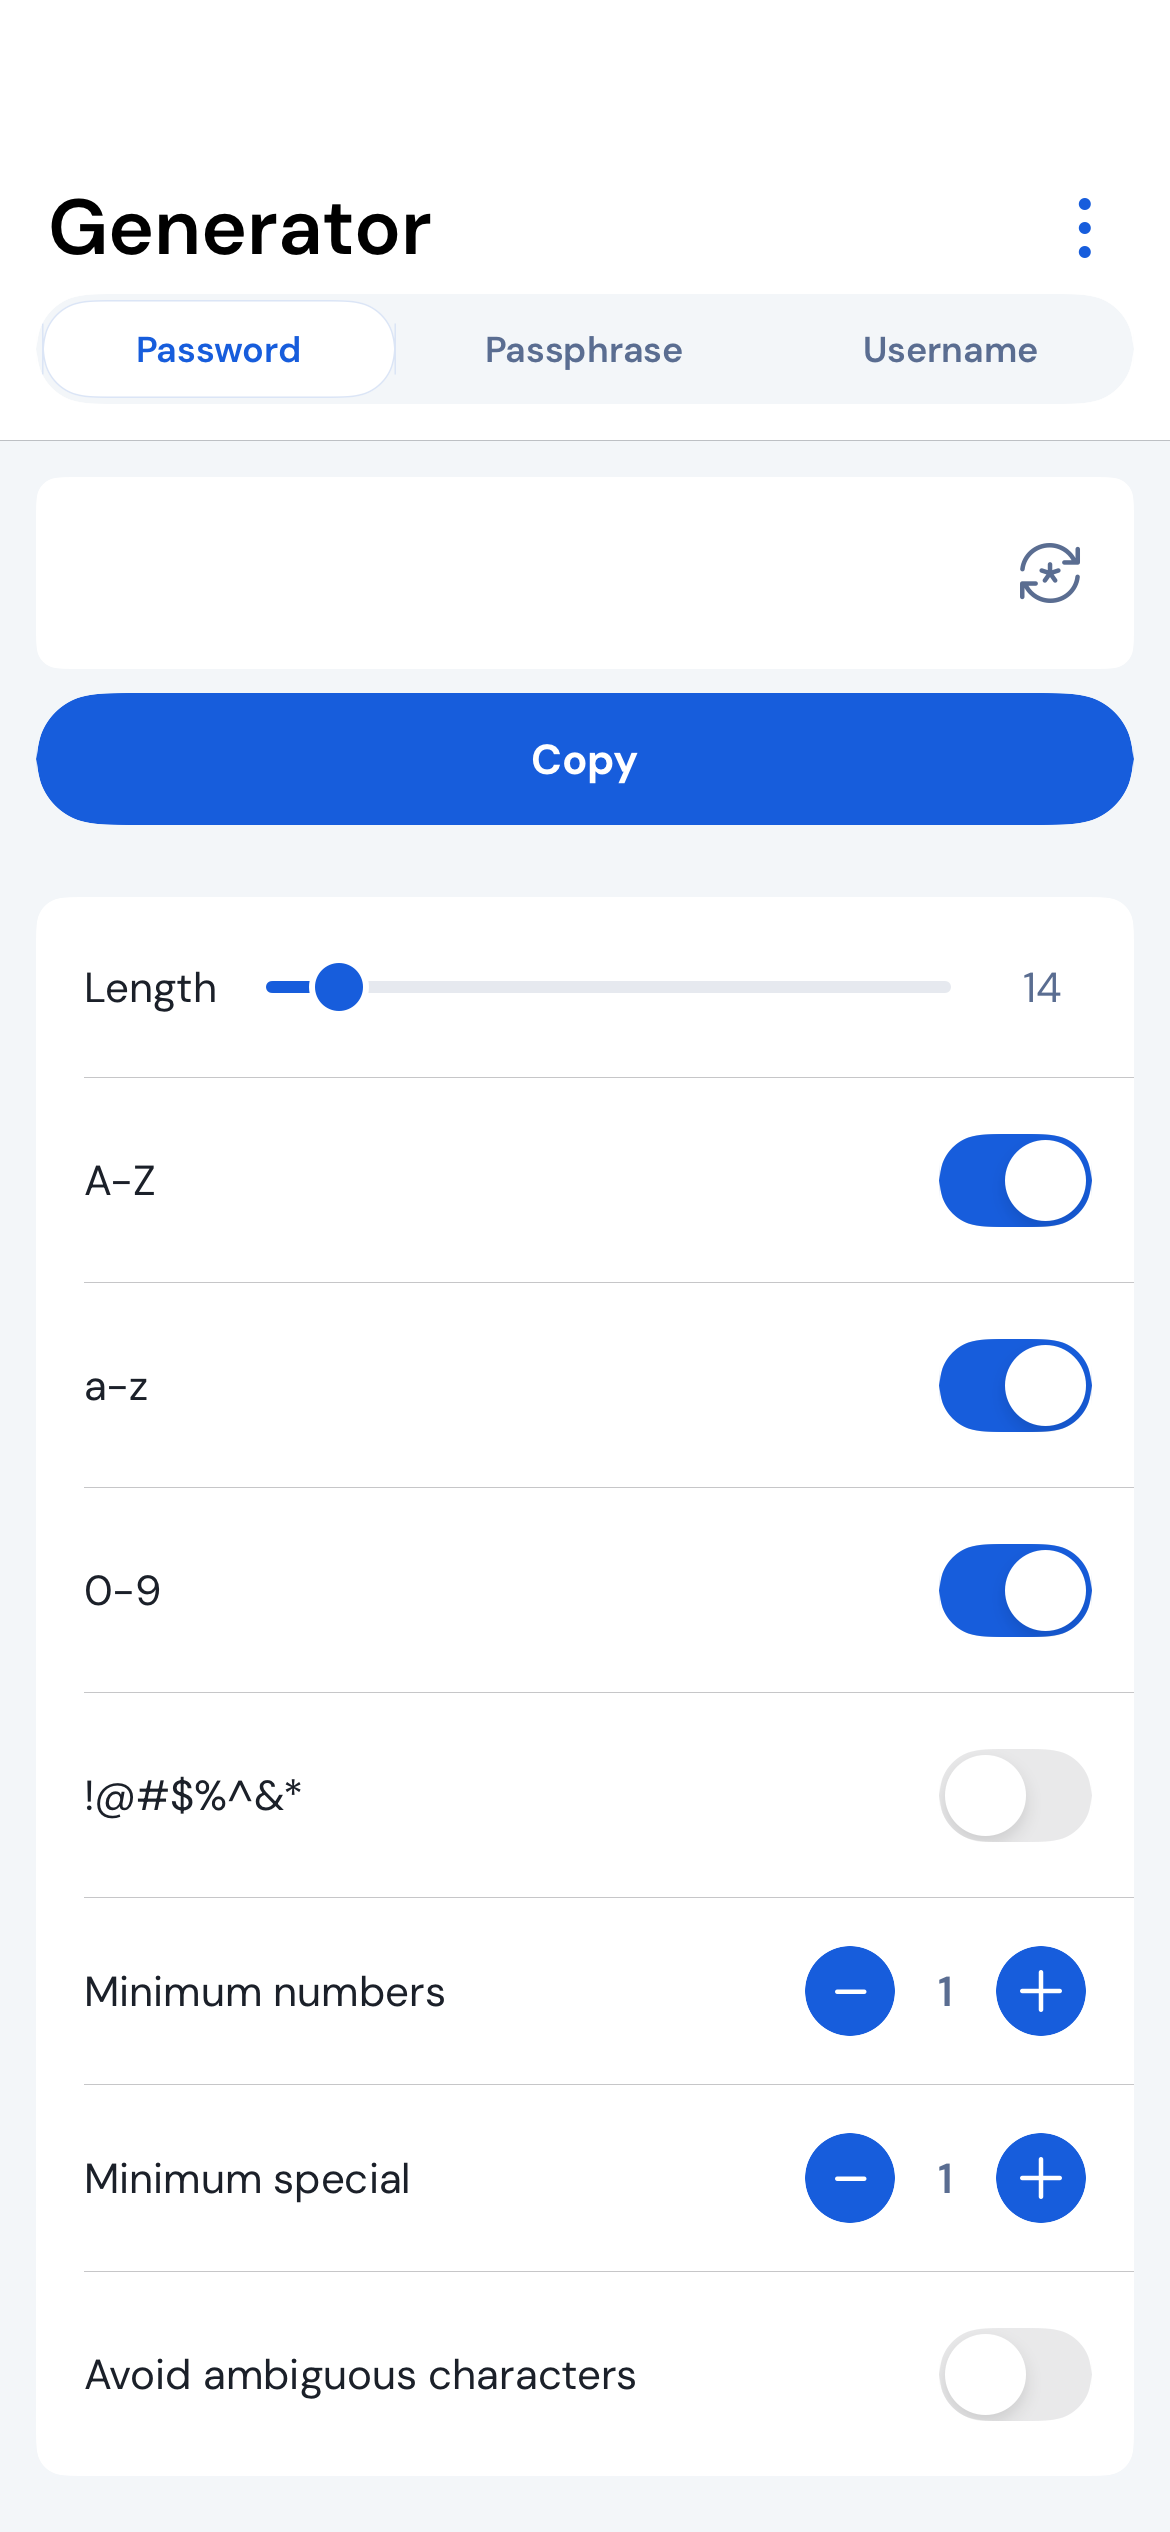 Generator
Password Passphrase Username
Copy
Length 14
A-Z
a-z
0-9
!@#$%^&*
Minimum numbers 1
Minimum special 1
Avoid ambiguous characters